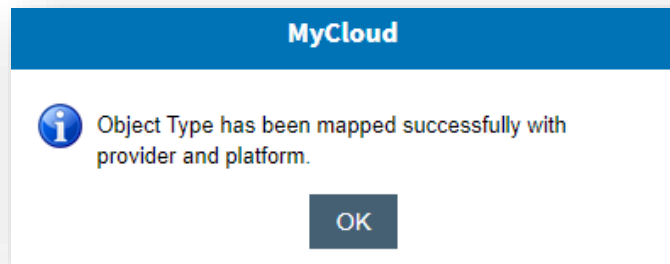 MyCloud
Object Type has been mapped successfully with
provider and platform.
OK